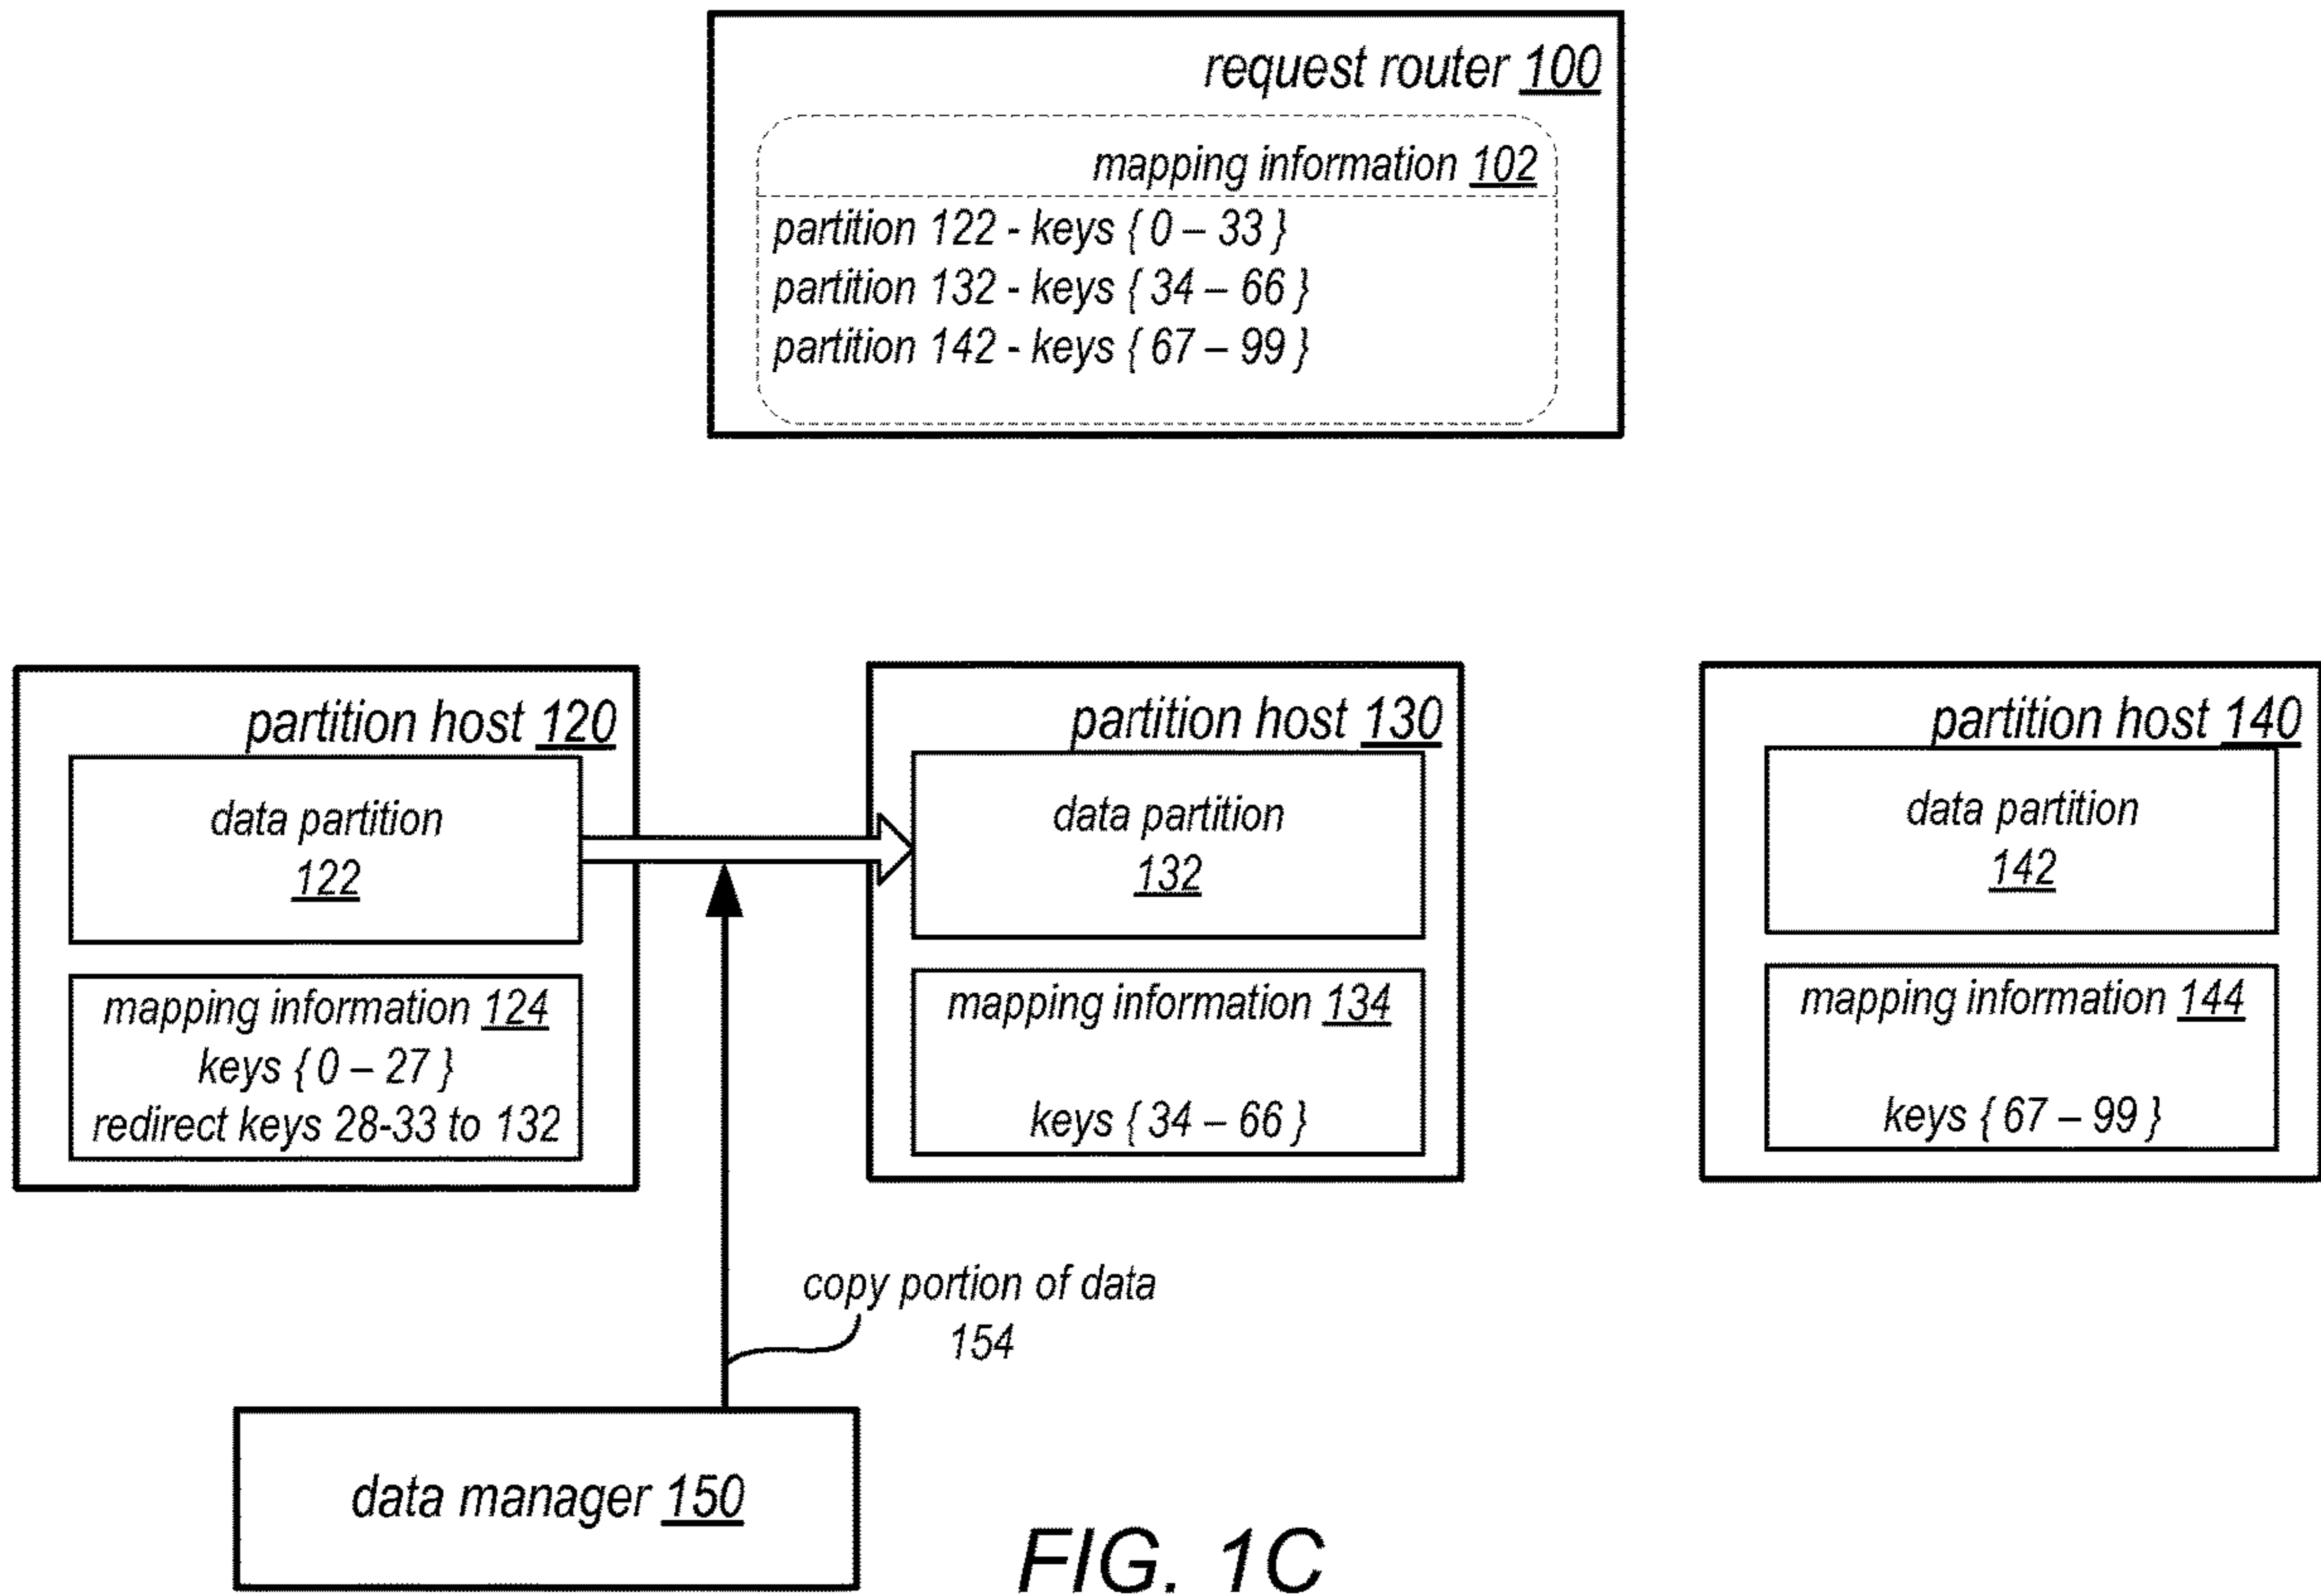 request router 100
mapping information 102
partition 122 - keys { 0 – 33 }
partition 132 - keys { 34 – 66 }
partition 142 - keys { 67 – 99 }
partition host 120
data partition
122
mapping information 124
keys { 0 – 27 }
redirect keys 28-33 to 132
partition host 130
data partition
132
mapping information 134
keys { 34 – 66 }
partition host 140
data partition
142
mapping information 144
keys { 67 – 99 }
copy portion of data
154
data manager 150
FIG. 1C